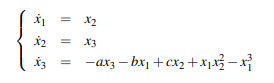 ẋ₁ = x₂
ẋ₂ = x₃
ẋ₃ = −ax₃ − bx₁ + cx₂ + x₁x₂² − x₁³